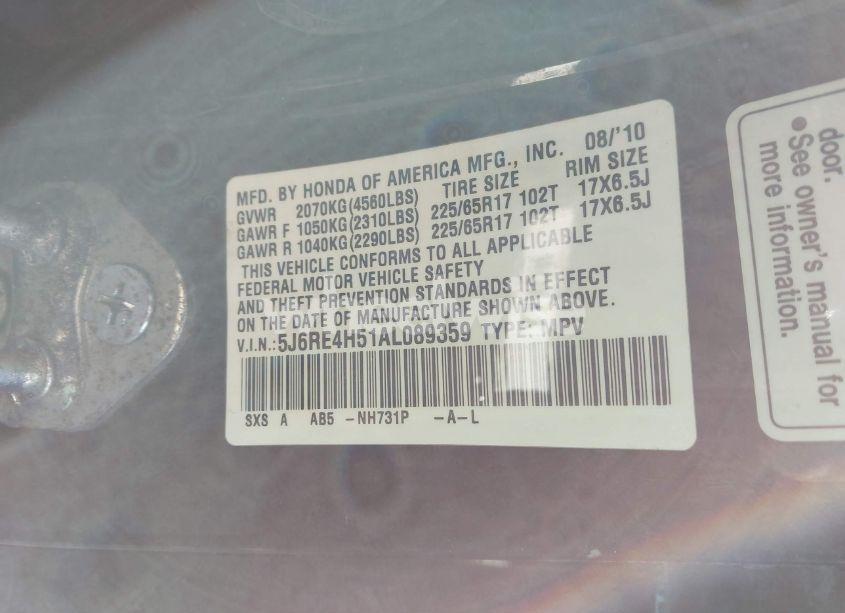 MFD. BY HONDA OF AMERICA MFG., INC. 08/'10
TIRE SIZE RIM SIZE
GVWR 2070KG(4560LBS)
GAWR F 1050KG(2310LBS) 225/65R17 102T 17X6.5J
GAWR R 1040KG(2290LBS) 225/65R17 102T 17X6.5J
THIS VEHICLE CONFORMS TO ALL APPLICABLE
FEDERAL MOTOR VEHICLE SAFETY
AND THEFT PREVENTION STANDARDS IN EFFECT
ON THE DATE OF MANUFACTURE SHOWN ABOVE.
V.I.N.:5J6RE4H51AL089359 TYPE: MPV
SXS A AB5 -NH731P -A-L
door.
●See owner's manual for
more information.